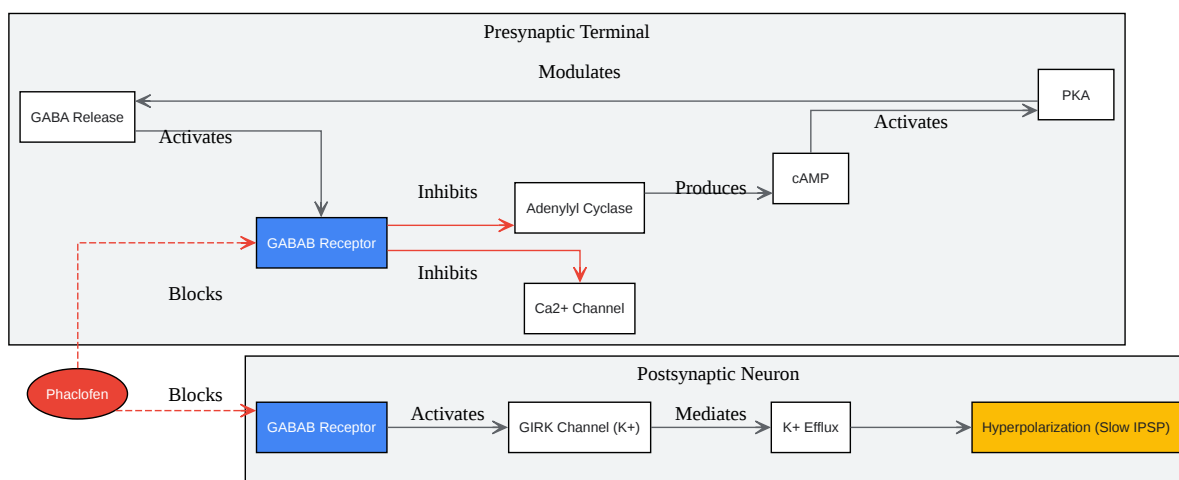 Presynaptic Terminal
Modulates
PKA
GABA Release
Activates
Activates
cAMP
Inhibits
Produces
Adenylyl Cyclase
GABAB Receptor
Inhibits
Blocks
Ca2+ Channel
Postsynaptic Neuron
Phaclofen
Blocks
GABAB Receptor
Activates
GIRK Channel (K+)
Mediates
K+ Efflux
Hyperpolarization (Slow IPSP)